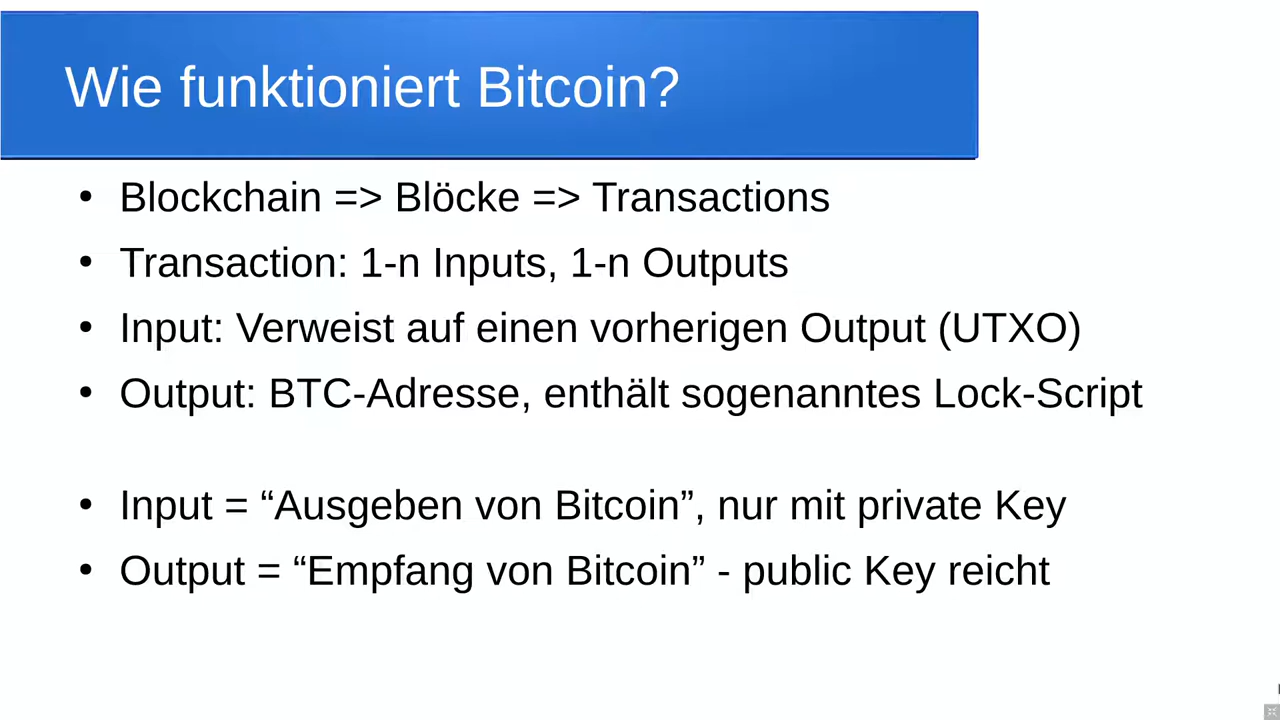 Wie funktioniert Bitcoin?
• Blockchain => Blöcke => Transactions
• Transaction: 1-n Inputs, 1-n Outputs
• Input: Verweist auf einen vorherigen Output (UTXO)
• Output: BTC-Adresse, enthält sogenanntes Lock-Script
• Input = “Ausgeben von Bitcoin”, nur mit private Key
• Output = “Empfang von Bitcoin” - public Key reicht